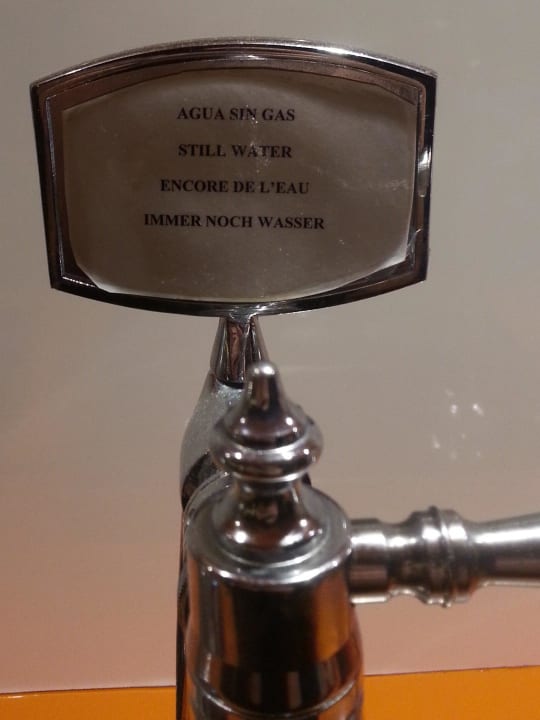 AGUA SIN GAS
STILL WATER
ENCORE DE L'EAU
IMMER NOCH WASSER